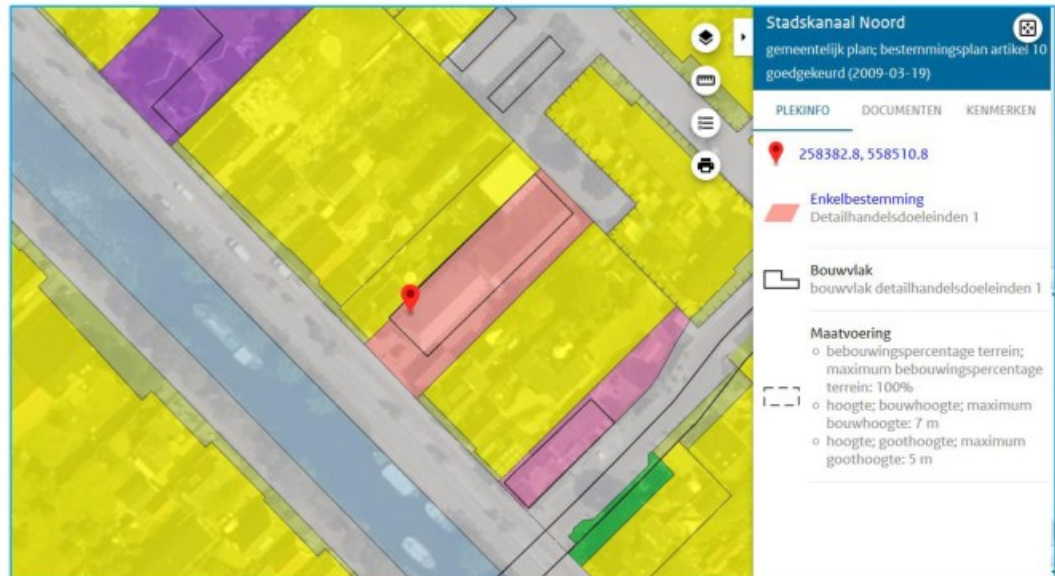 Stadskanaal Noord
gemeentelijk plan; bestemmingsplan artikel 10
goedgekeurd (2009-03-19)
PLEKINFO DOCUMENTEN KENMERKEN
258382.8, 558510.8
Enkelbestemming
Detailhandelsdoeleinden 1
Bouwvlak
bouwvlak detailhandelsdoeleinden 1
Maatvoering
bebouwingspercentage terrein;
maximum bebouwingspercentage
terrein: 100%
hoogte; bouwhoogte; maximum
bouwhoogte: 7 m
hoogte; goothoogte; maximum
goothoogte: 5 m